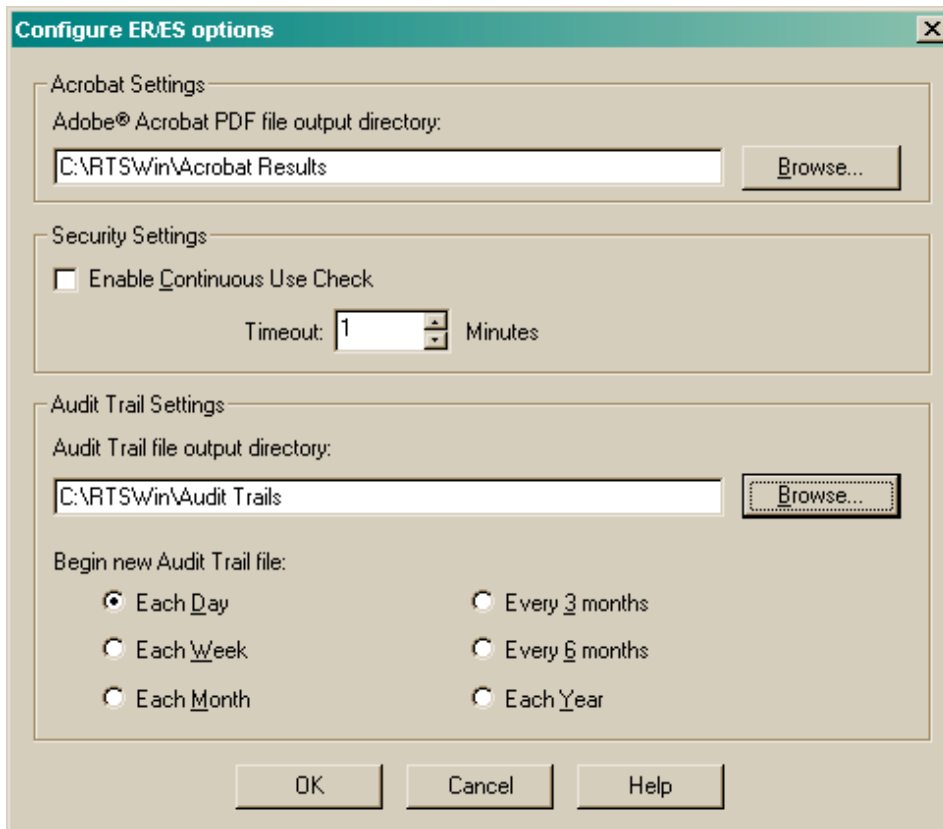 Configure ER/ES options
Acrobat Settings
Adobe® Acrobat PDF file output directory:
C:\RTSWin\Acrobat Results
Browse...
Security Settings
Enable Continuous Use Check
Timeout: 1 Minutes
Audit Trail Settings
Audit Trail file output directory:
C:\RTSWin\Audit Trails
Browse...
Begin new Audit Trail file:
Each Day
Every 3 months
Each Week
Every 6 months
Each Month
Each Year
OK
Cancel
Help